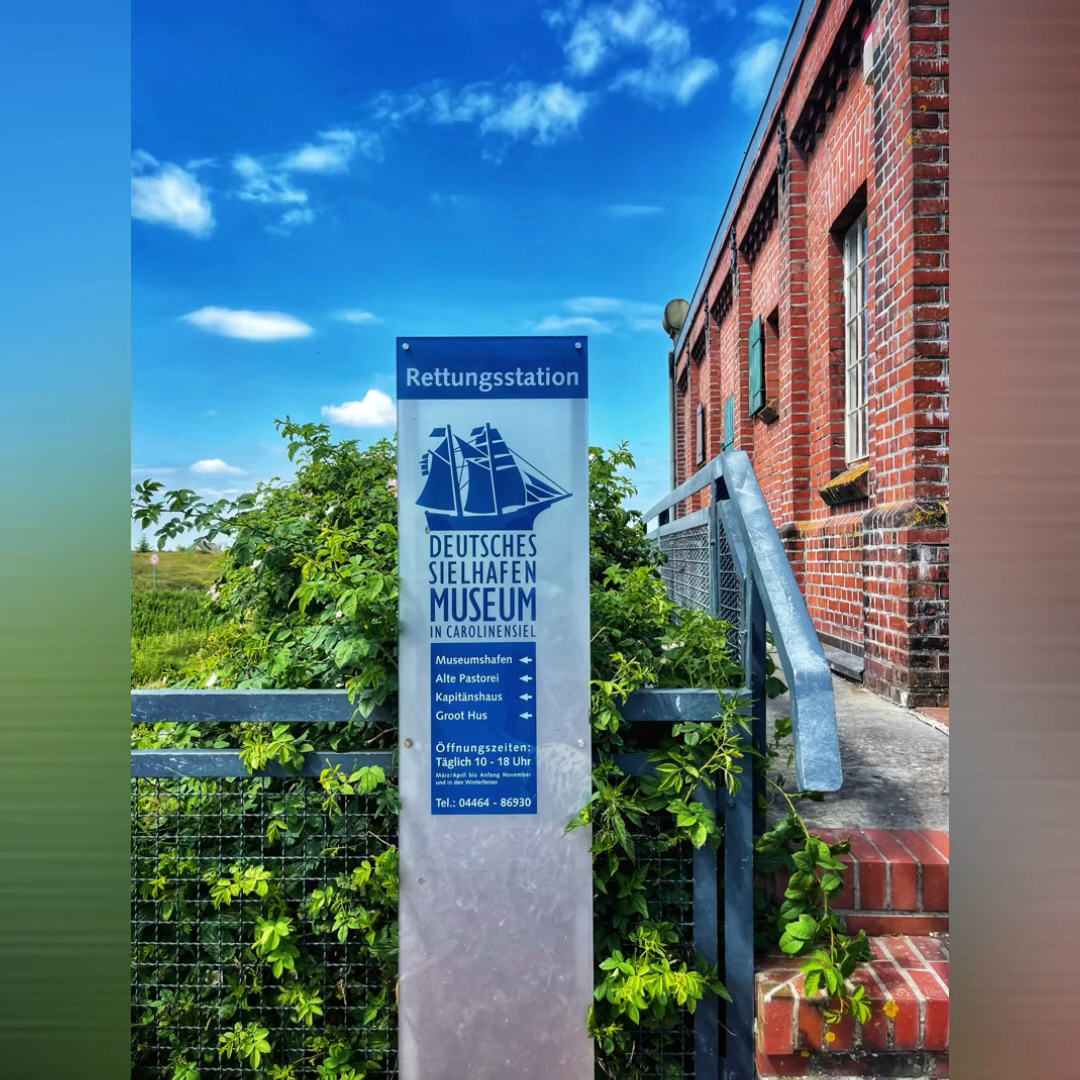 Rettungsstation
DEUTSCHES
SIELHAFEN
MUSEUM
IN CAROLINENSIEL
Museumshafen
Alte Pastorei
Kapitänshaus
Groot Hus
Öffnungszeiten:
Täglich 10 - 18 Uhr
März/April bis Anfang November
und in den Winterferien
Tel.: 04464 - 86930